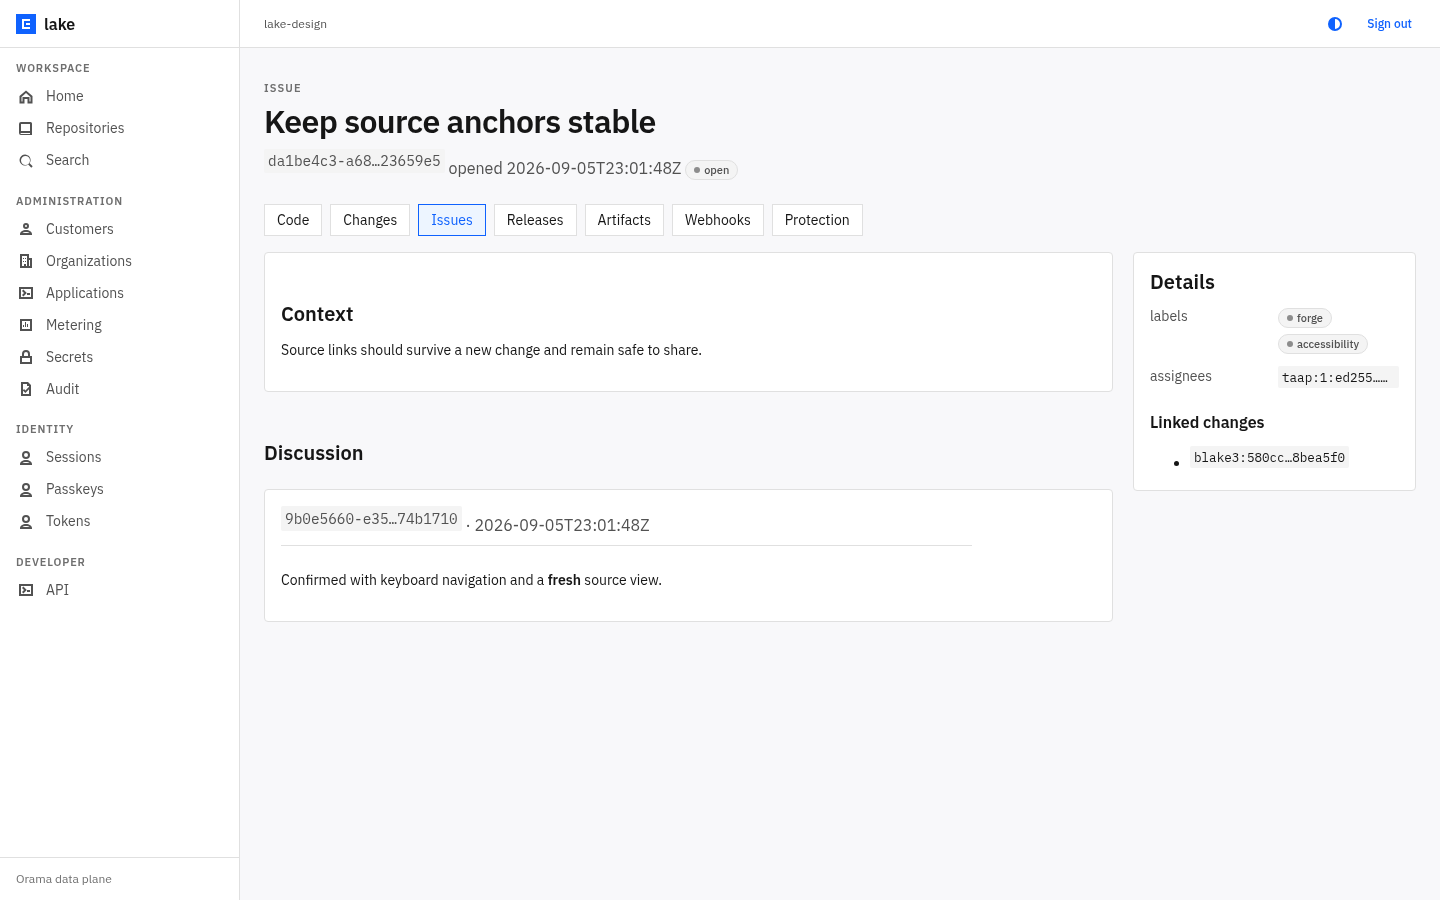 lake
lake-design
Sign out
WORKSPACE
Home
Repositories
Search
ADMINISTRATION
Customers
Organizations
Applications
Metering
Secrets
Audit
IDENTITY
Sessions
Passkeys
Tokens
DEVELOPER
API
Orama data plane
ISSUE
Keep source anchors stable
da1be4c3-a68…23659e5 opened 2026-09-05T23:01:48Z open
Code Changes Issues Releases Artifacts Webhooks Protection
Context
Source links should survive a new change and remain safe to share.
Discussion
9b0e5660-e35…74b1710 · 2026-09-05T23:01:48Z
Confirmed with keyboard navigation and a fresh source view.
Details
labels forge
accessibility
assignees taap:1:ed255……
Linked changes
• blake3:580cc…8bea5f0